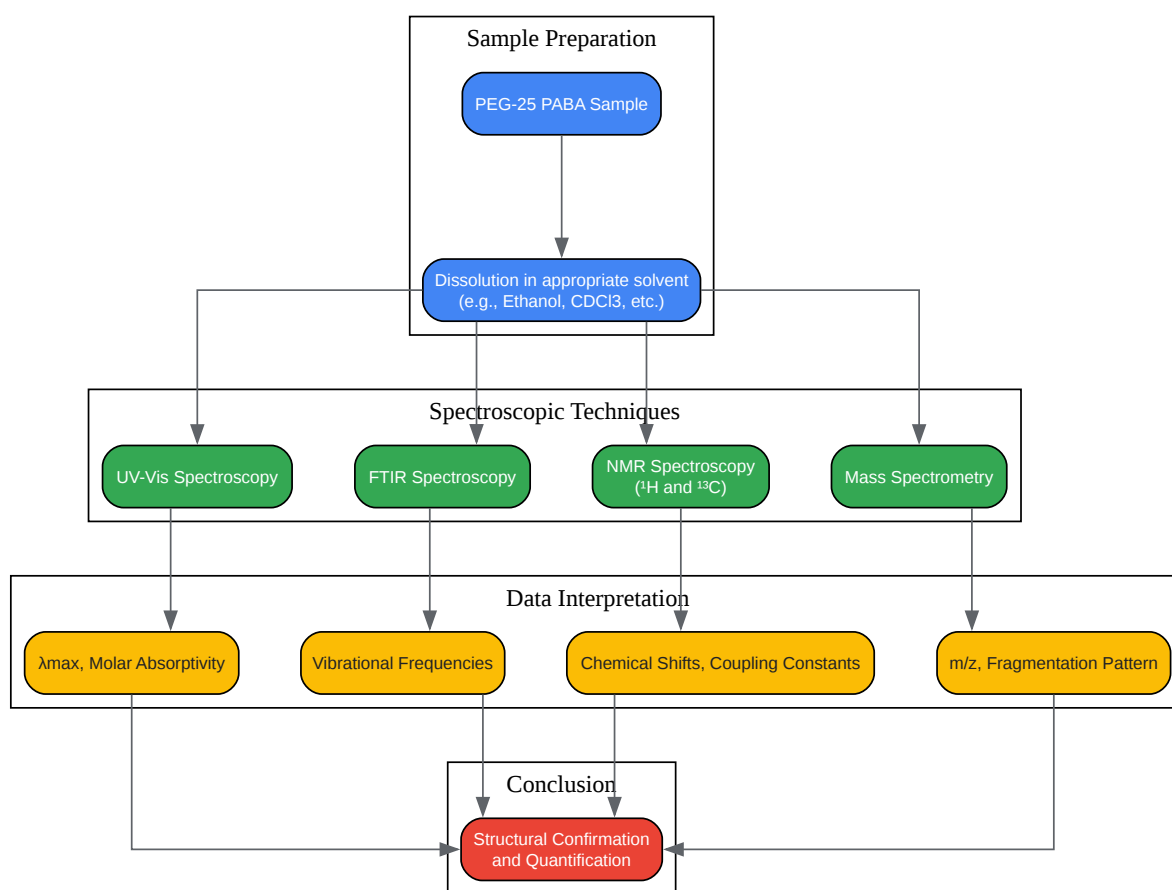 Sample Preparation
PEG-25 PABA Sample
Dissolution in appropriate solvent
(e.g., Ethanol, CDCl3, etc.)
Spectroscopic Techniques
UV-Vis Spectroscopy
FTIR Spectroscopy
NMR Spectroscopy
(¹H and ¹³C)
Mass Spectrometry
Data Interpretation
λmax, Molar Absorptivity
Vibrational Frequencies
Chemical Shifts, Coupling Constants
m/z, Fragmentation Pattern
Conclusion
Structural Confirmation
and Quantification